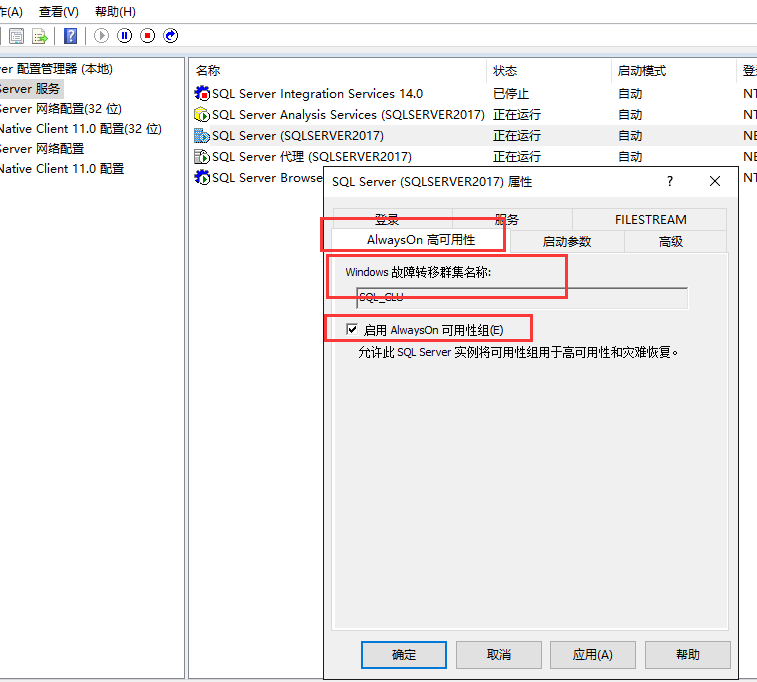 作(A) 查看(V) 帮助(H)
ver 配置管理器 (本地)
Server 服务
Server 网络配置(32 位)
Native Client 11.0 配置(32 位)
Server 网络配置
Native Client 11.0 配置
名称 状态 启动模式 登
SQL Server Integration Services 14.0 已停止 自动 NT
SQL Server Analysis Services (SQLSERVER2017) 正在运行 自动 NT
SQL Server (SQLSERVER2017) 正在运行 自动 NE
SQL Server 代理 (SQLSERVER2017) 正在运行 自动 NE
SQL Server Browse NT
SQL Server (SQLSERVER2017) 属性 ?
登录 服务 FILESTREAM
AlwaysOn 高可用性 启动参数 高级
Windows 故障转移群集名称:
SQL_CLU
启用 AlwaysOn 可用性组(E)
允许此 SQL Server 实例将可用性组用于高可用性和灾难恢复。
确定 取消 应用(A) 帮助